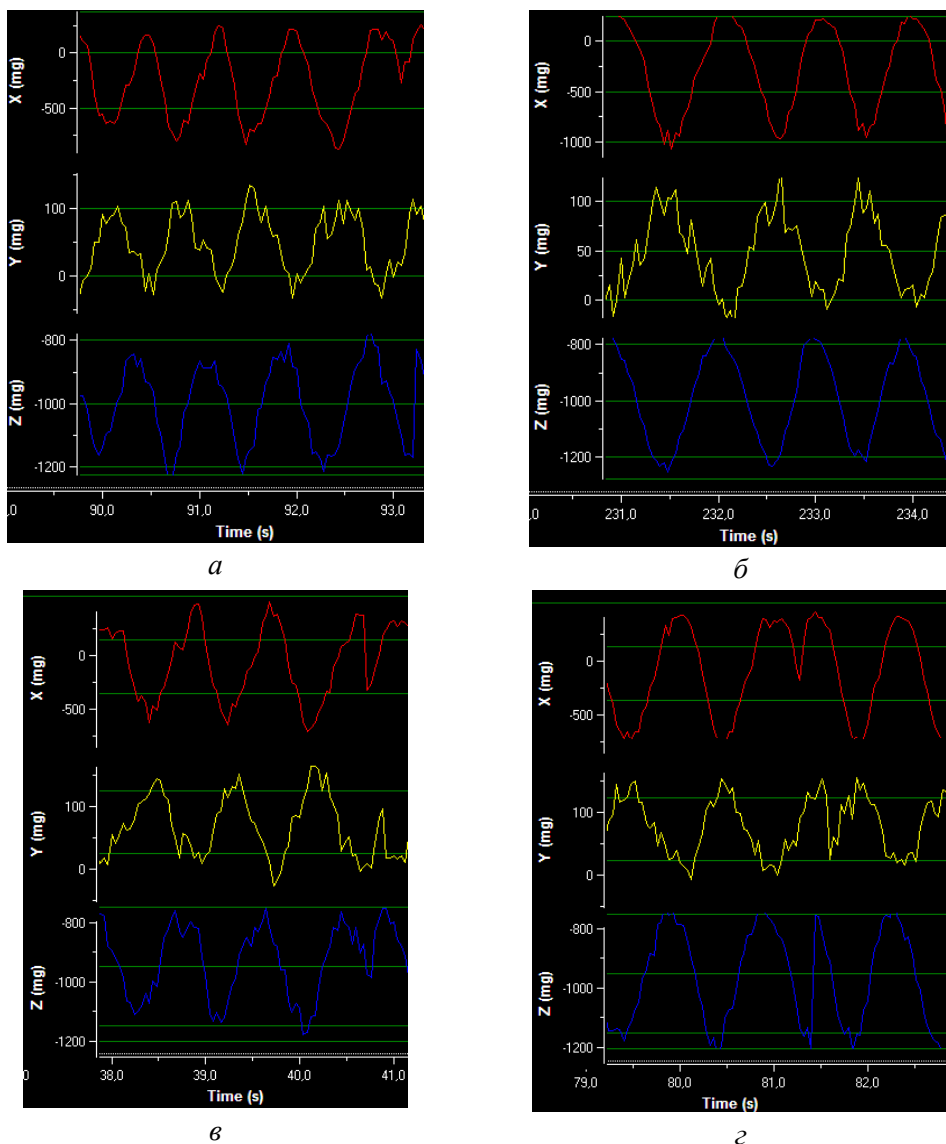 X (mg)
0
-500
Y (mg)
100
0
Z (mg)
-800
-1000
-1200
0,0 90,0 91,0 92,0 93,0
Time (s)
а
X (mg)
0
-500
-1000
Y (mg)
100
50
0
Z (mg)
-800
-1000
-1200
,0 231,0 232,0 233,0 234,0
Time (s)
б
X (mg)
0
-500
Y (mg)
100
0
Z (mg)
-800
-1000
-1200
0 38,0 39,0 40,0 41,0
Time (s)
в
X (mg)
0
-500
Y (mg)
100
0
Z (mg)
-800
-1000
-1200
79,0 80,0 81,0 82,0
Time (s)
г